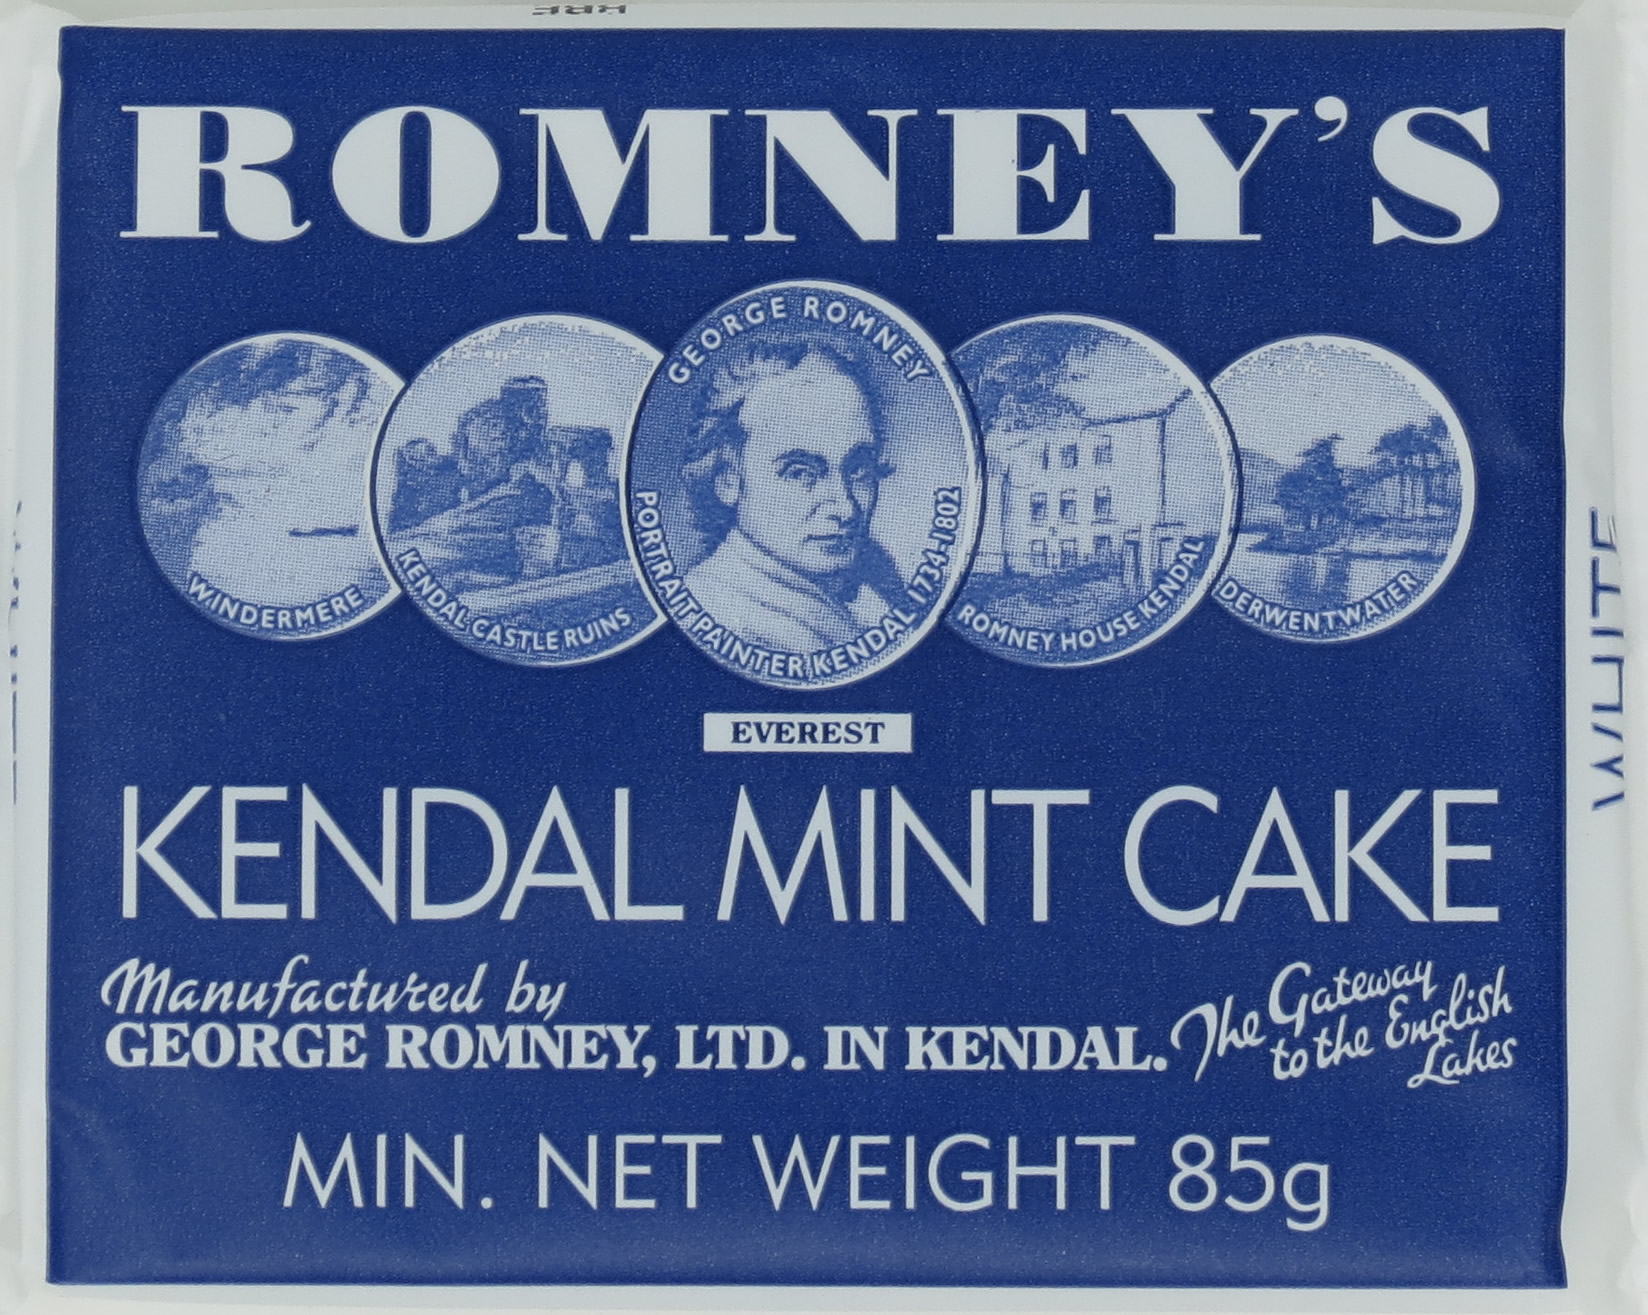 ROMNEY'S
GEORGE ROMNEY
PORTRAIT PAINTER KENDAL 1734-1802
WINDERMERE
KENDAL CASTLE RUINS
ROMNEY HOUSE KENDAL
DERWENTWATER
EVEREST
KENDAL MINT CAKE
Manufactured by
GEORGE ROMNEY, LTD. IN KENDAL.
The Gateway
to the English
Lakes
MIN. NET WEIGHT 85g
WHITE